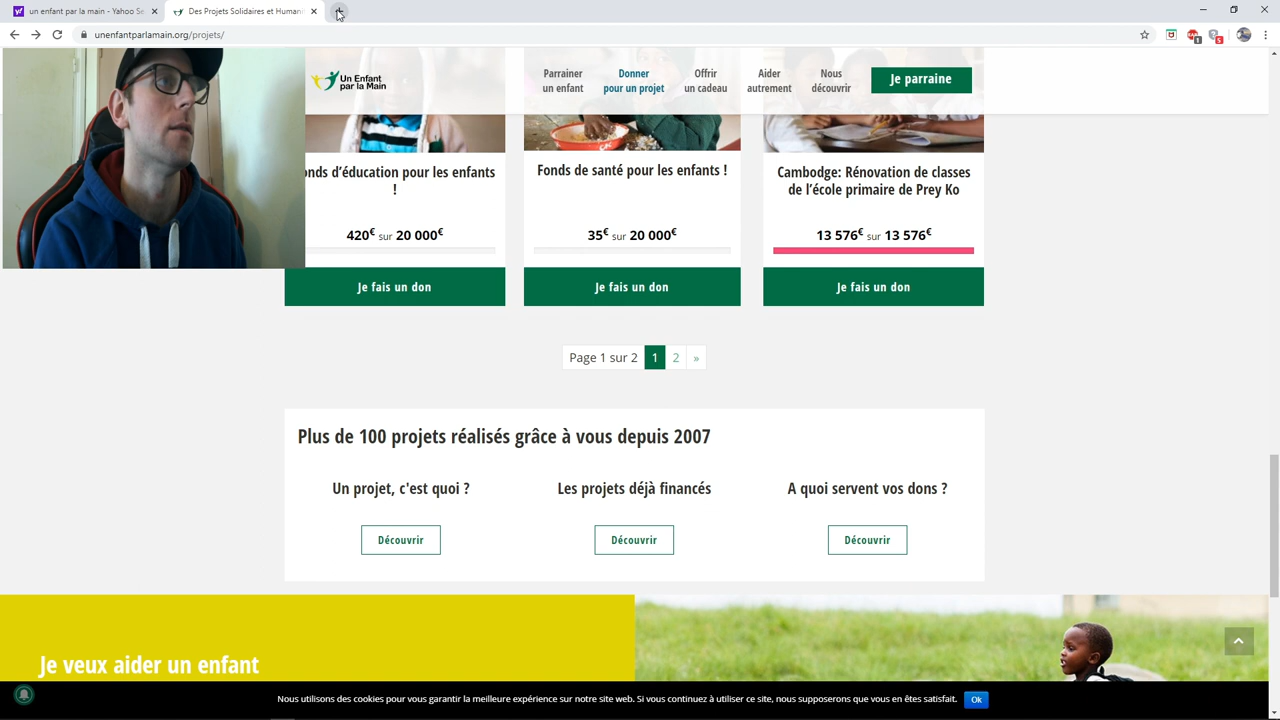 un enfant par la main - Yahoo Se
Des Projets Solidaires et Humani
unenfantparlamain.org/projets/
1
5
Un Enfant
par la Main
Parrainer
un enfant
Donner
pour un projet
Offrir
un cadeau
Aider
autrement
Nous
découvrir
Je parraine
onds d'éducation pour les enfants
!
420€ sur 20 000€
Je fais un don
Fonds de santé pour les enfants !
35€ sur 20 000€
Je fais un don
Cambodge: Rénovation de classes
de l'école primaire de Prey Ko
13 576€ sur 13 576€
Je fais un don
Page 1 sur 2 1 2 »
Plus de 100 projets réalisés grâce à vous depuis 2007
Un projet, c'est quoi ?
Découvrir
Les projets déjà financés
Découvrir
A quoi servent vos dons ?
Découvrir
Je veux aider un enfant
Nous utilisons des cookies pour vous garantir la meilleure expérience sur notre site web. Si vous continuez à utiliser ce site, nous supposerons que vous en êtes satisfait. Ok